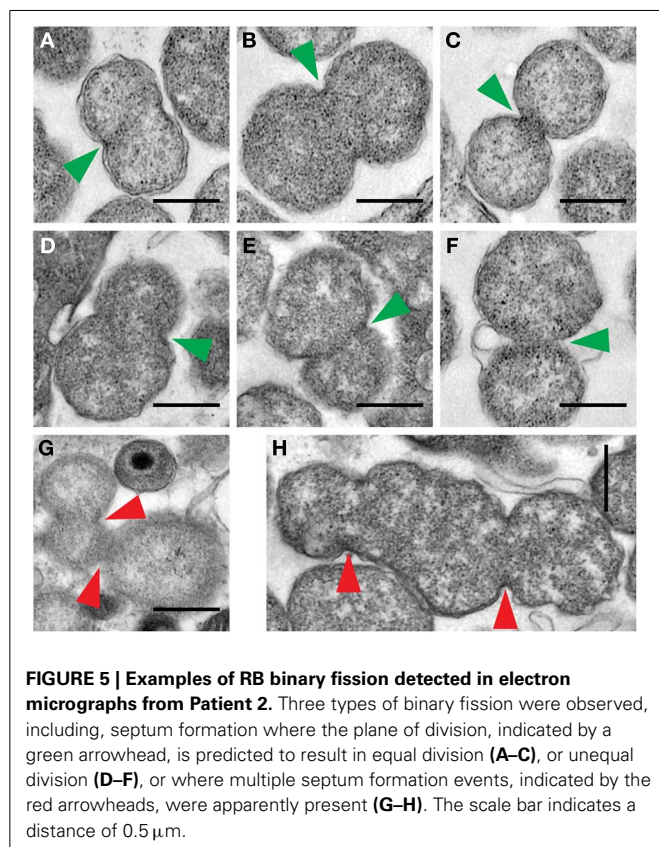 A
B
C
D
E
F
G
H
FIGURE 5 | Examples of RB binary fission detected in electron
micrographs from Patient 2. Three types of binary fission were observed,
including, septum formation where the plane of division, indicated by a
green arrowhead, is predicted to result in equal division (A–C), or unequal
division (D–F), or where multiple septum formation events, indicated by the
red arrowheads, were apparently present (G–H). The scale bar indicates a
distance of 0.5 μm.